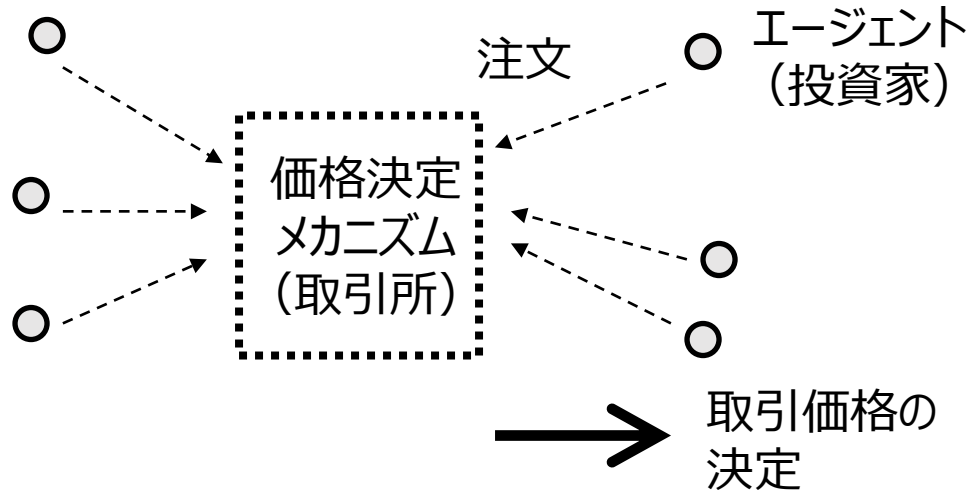 注文
エージェント
（投資家）
価格決定
メカニズム
（取引所）
取引価格の
決定